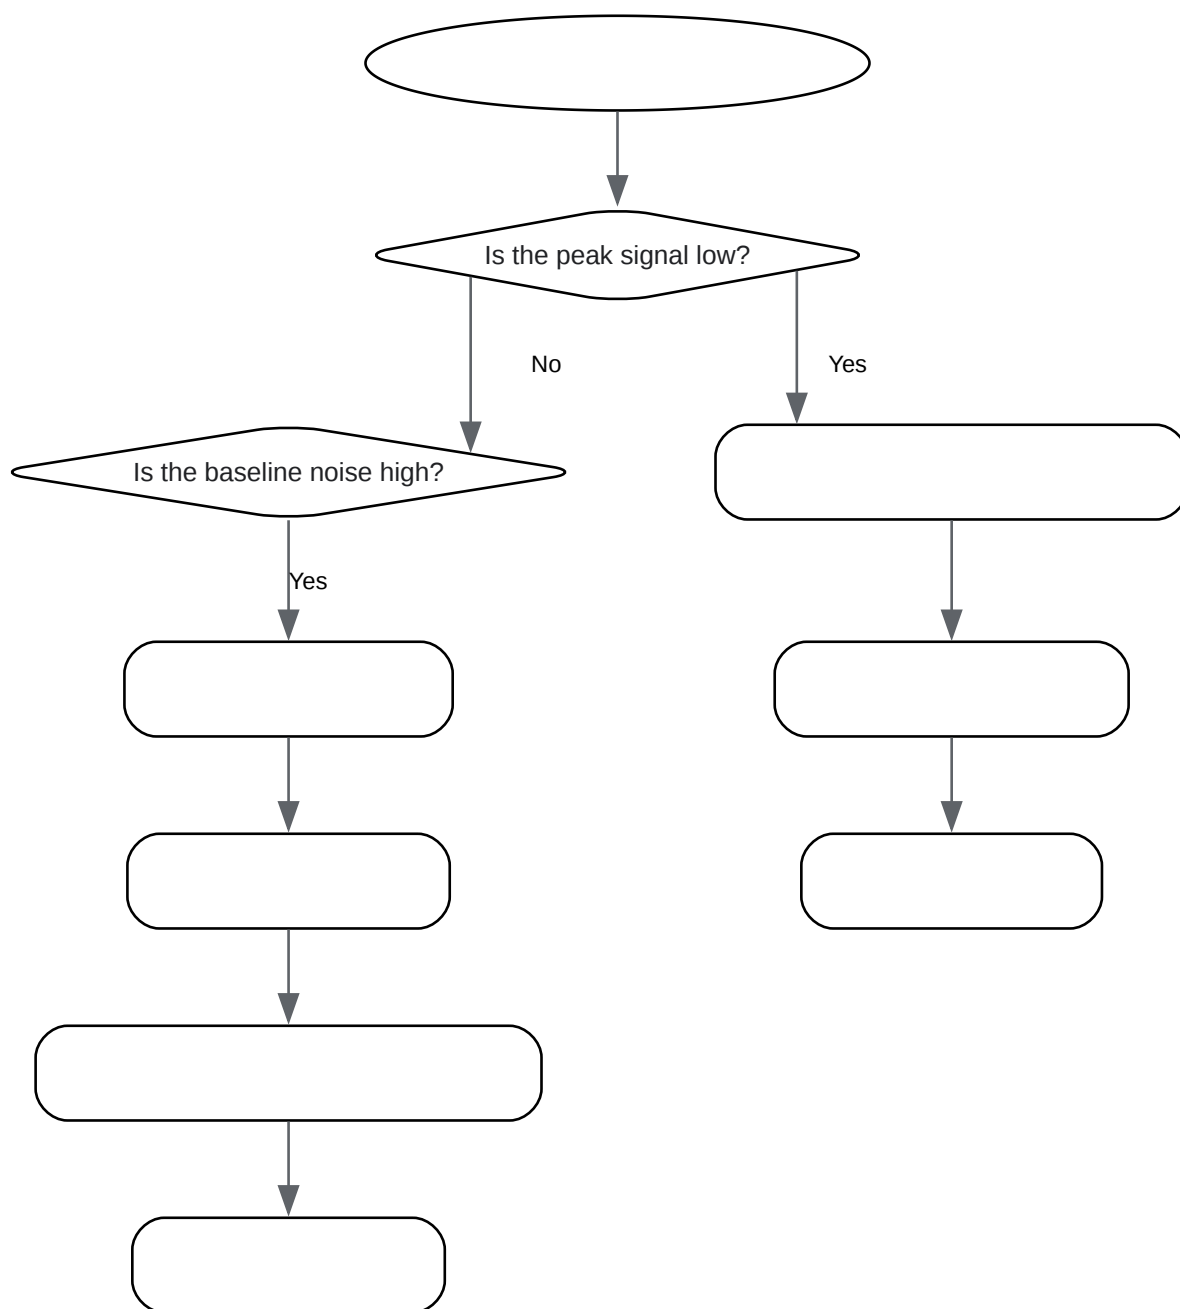 Is the peak signal low?
No
Yes
Is the baseline noise high?
Yes